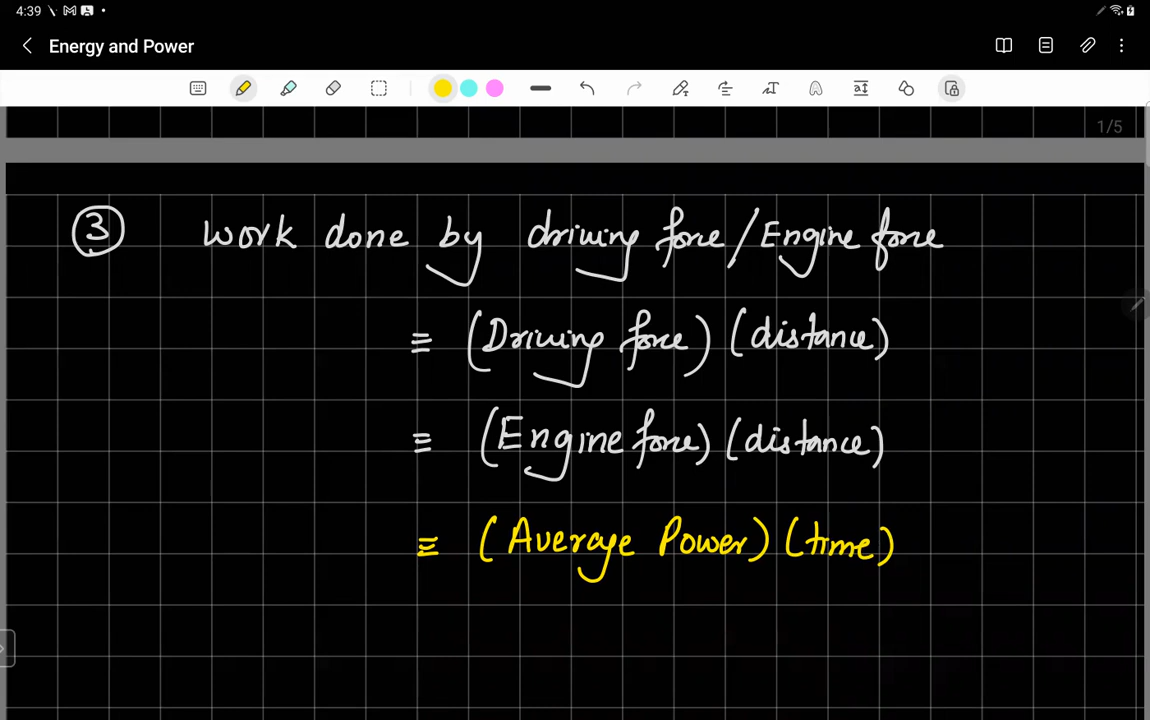 4:39
Energy and Power
1/5
3 work done by driving force/Engine force
≡ (Driving force) (distance)
≡ (Engine force) (distance)
≡ (Average Power) (time)